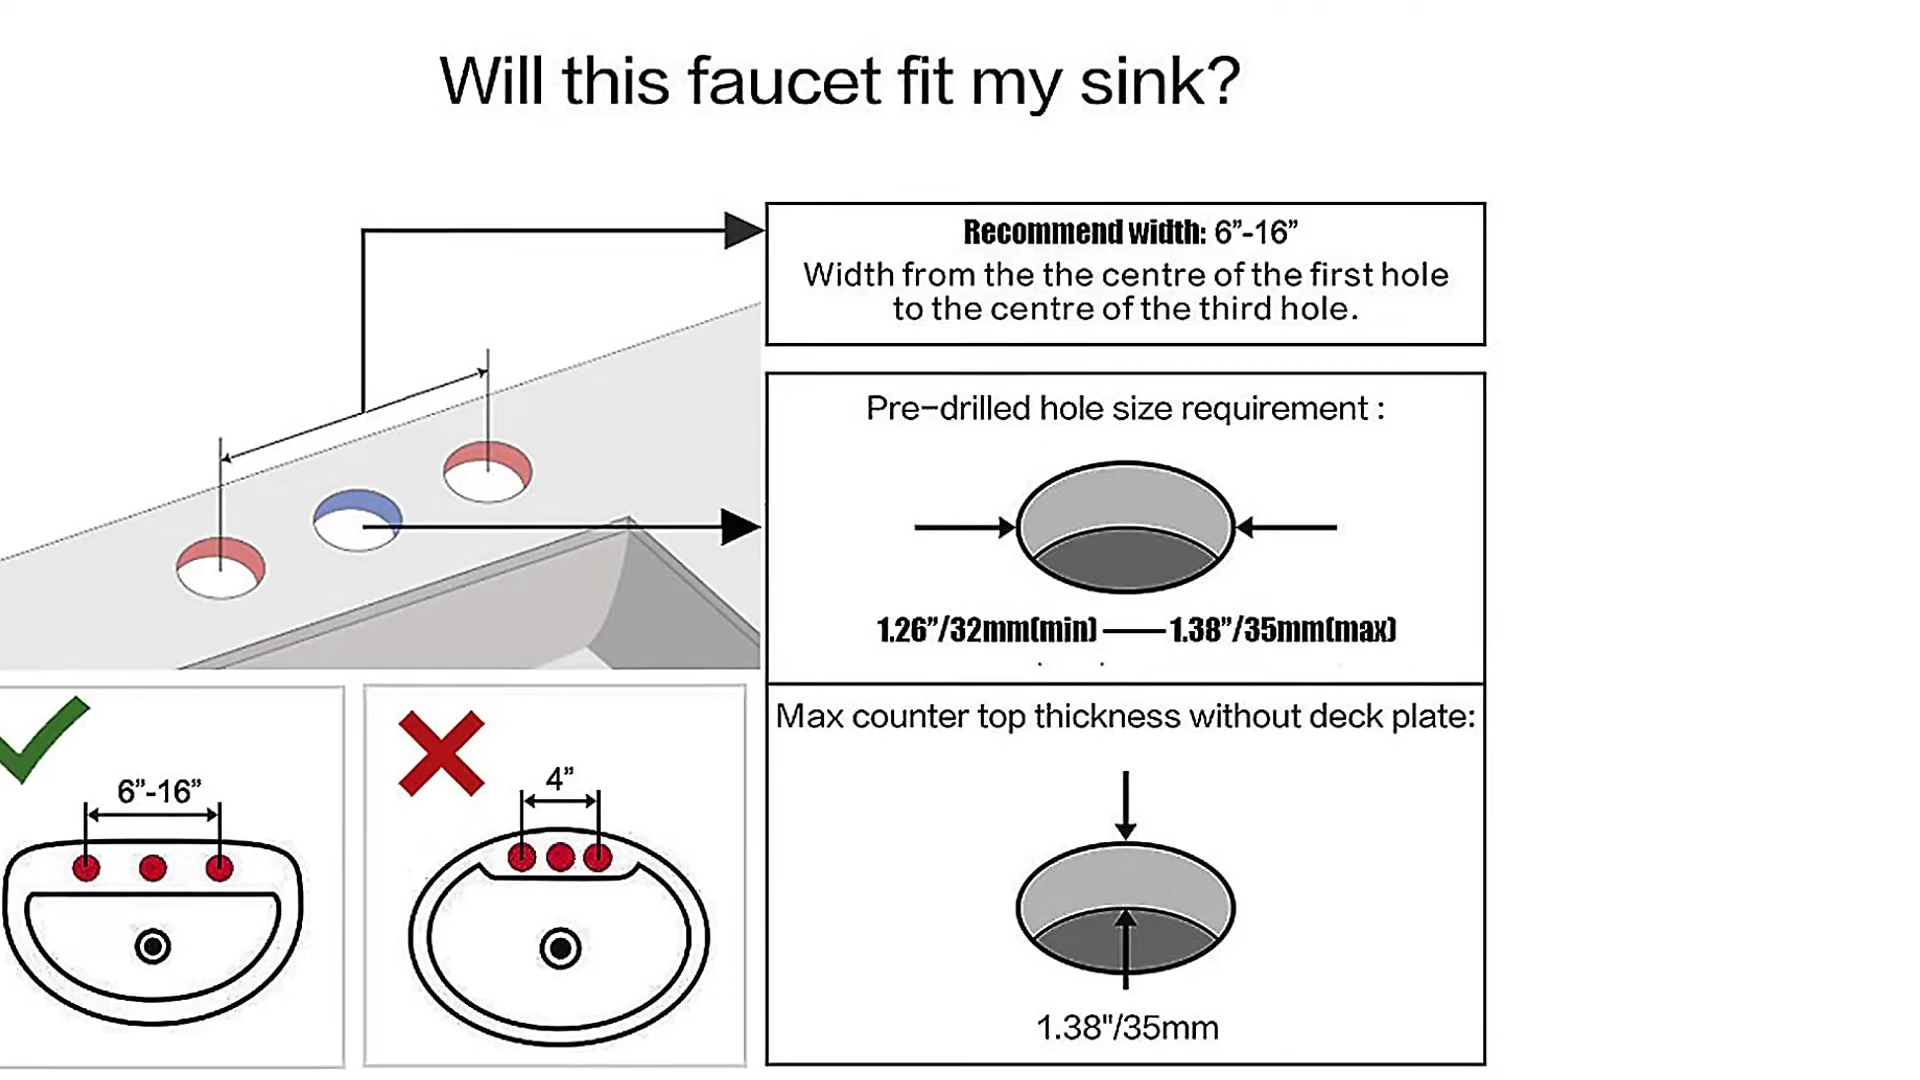 Will this faucet fit my sink?
Recommend width: 6”-16”
Width from the the centre of the first hole
to the centre of the third hole.
Pre-drilled hole size requirement :
1.26”/32mm(min) —— 1.38”/35mm(max)
6”-16”
4”
Max counter top thickness without deck plate:
1.38"/35mm